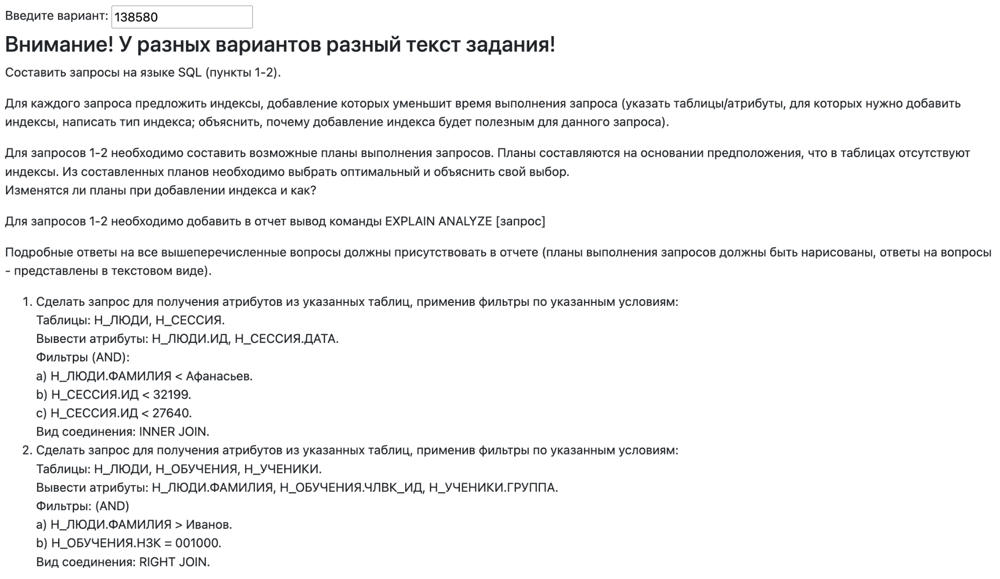 Введите вариант: 138580
Внимание! У разных вариантов разный текст задания!
Составить запросы на языке SQL (пункты 1-2).
Для каждого запроса предложить индексы, добавление которых уменьшит время выполнения запроса (указать таблицы/атрибуты, для которых нужно добавить
индексы, написать тип индекса; объяснить, почему добавление индекса будет полезным для данного запроса).
Для запросов 1-2 необходимо составить возможные планы выполнения запросов. Планы составляются на основании предположения, что в таблицах отсутствуют
индексы. Из составленных планов необходимо выбрать оптимальный и объяснить свой выбор.
Изменятся ли планы при добавлении индекса и как?
Для запросов 1-2 необходимо добавить в отчет вывод команды EXPLAIN ANALYZE [запрос]
Подробные ответы на все вышеперечисленные вопросы должны присутствовать в отчете (планы выполнения запросов должны быть нарисованы, ответы на вопросы
- представлены в текстовом виде).
1. Сделать запрос для получения атрибутов из указанных таблиц, применив фильтры по указанным условиям:
Таблицы: Н_ЛЮДИ, Н_СЕССИЯ.
Вывести атрибуты: Н_ЛЮДИ.ИД, Н_СЕССИЯ.ДАТА.
Фильтры (AND):
a) Н_ЛЮДИ.ФАМИЛИЯ < Афанасьев.
b) Н_СЕССИЯ.ИД < 32199.
c) Н_СЕССИЯ.ИД < 27640.
Вид соединения: INNER JOIN.
2. Сделать запрос для получения атрибутов из указанных таблиц, применив фильтры по указанным условиям:
Таблицы: Н_ЛЮДИ, Н_ОБУЧЕНИЯ, Н_УЧЕНИКИ.
Вывести атрибуты: Н_ЛЮДИ.ФАМИЛИЯ, Н_ОБУЧЕНИЯ.ЧЛВК_ИД, Н_УЧЕНИКИ.ГРУППА.
Фильтры: (AND)
a) Н_ЛЮДИ.ФАМИЛИЯ > Иванов.
b) Н_ОБУЧЕНИЯ.НЗК = 001000.
Вид соединения: RIGHT JOIN.